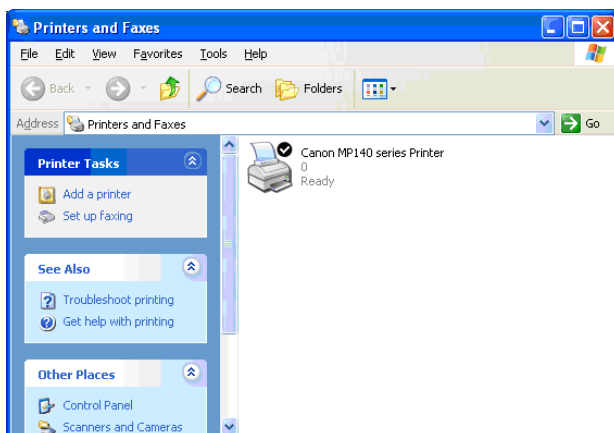 Printers and Faxes
File Edit View Favorites Tools Help
Back Search Folders
Address Printers and Faxes Go
Printer Tasks
Add a printer
Set up faxing
See Also
Troubleshoot printing
Get help with printing
Other Places
Control Panel
Scanners and Cameras
Canon MP140 series Printer
0
Ready